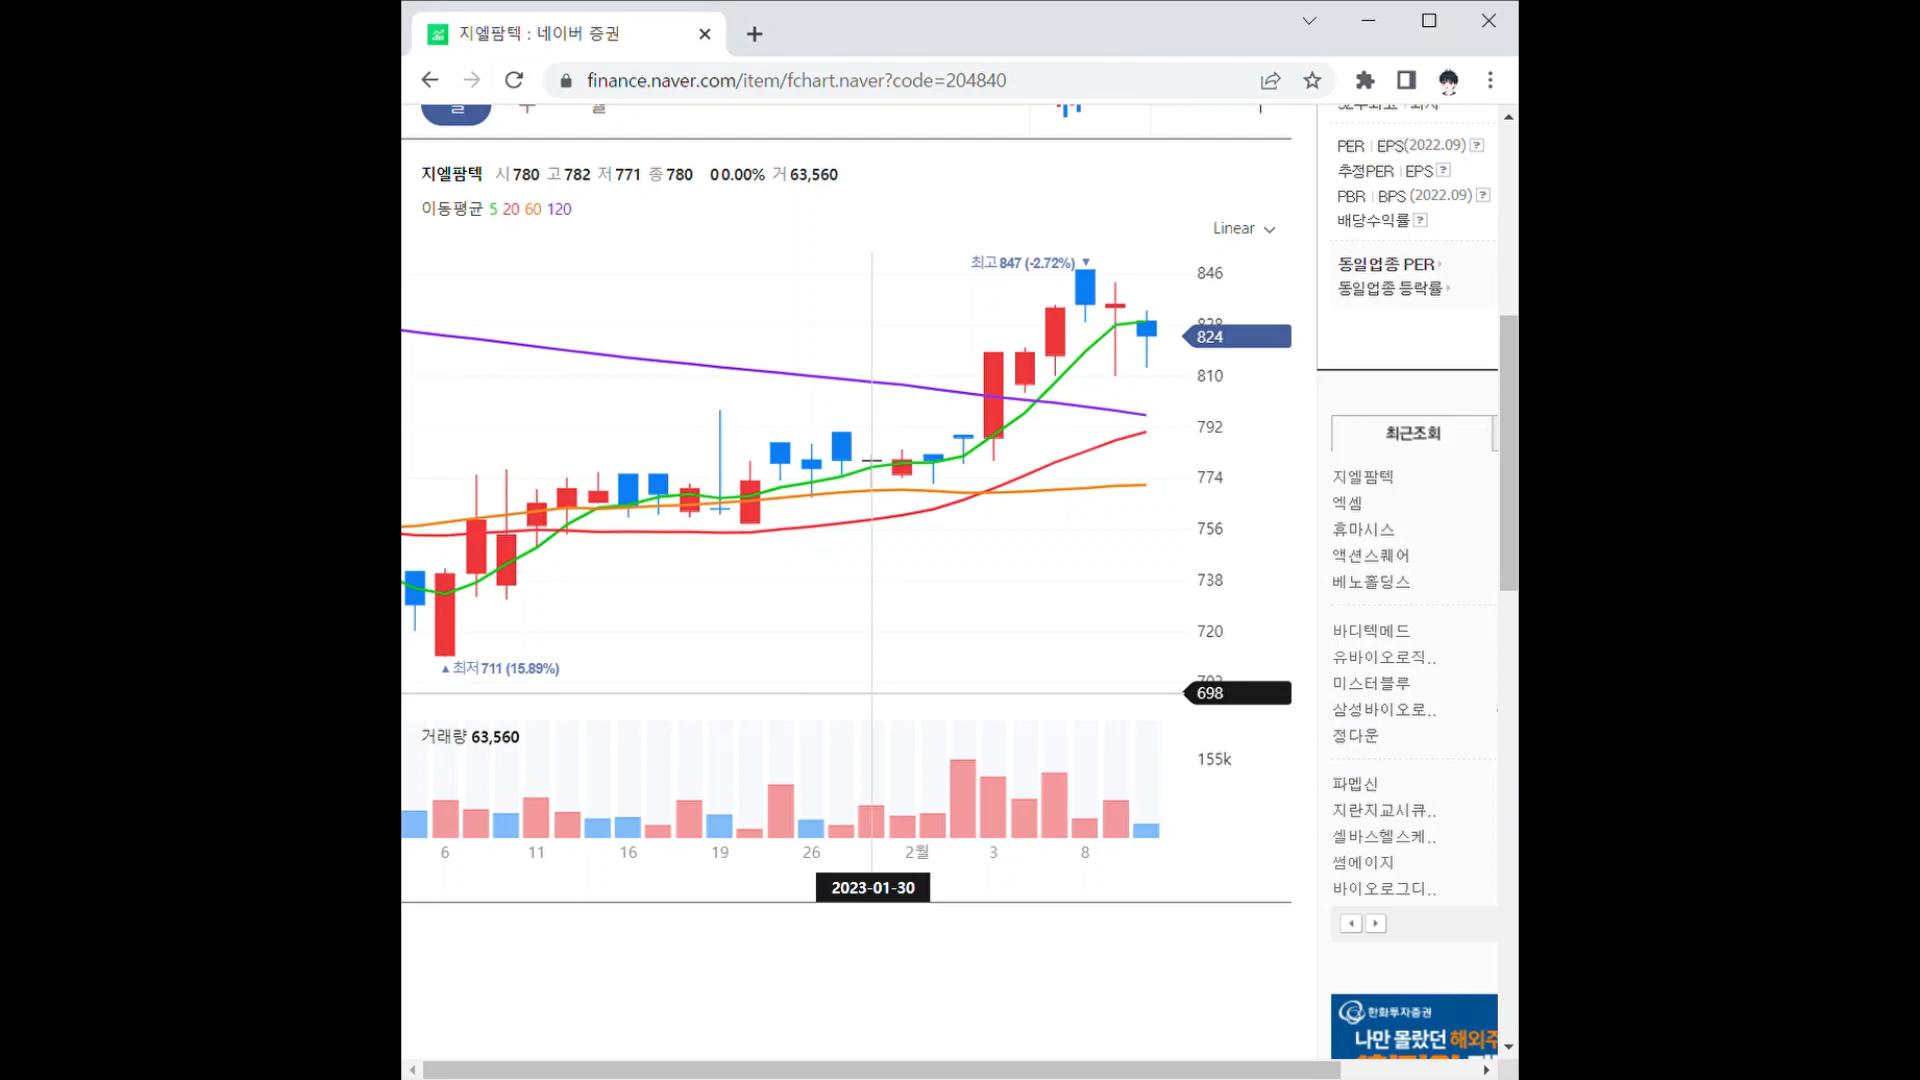 지엘팜텍 : 네이버 증권
finance.naver.com/item/fchart.naver?code=204840
일 주 월
지엘팜텍 시 780 고 782 저 771 종 780 0 0.00% 거 63,560
이동평균 5 20 60 120
Linear
최고 847 (-2.72%) ▼
846
828
824
810
792
774
756
738
720
▲ 최저 711 (15.89%)
702
698
거래량 63,560
155k
6 11 16 19 26 2월 3 8
2023-01-30
PER | EPS(2022.09) ?
추정PER | EPS ?
PBR | BPS (2022.09) ?
배당수익률 ?
동일업종 PER
동일업종 등락률
최근조회
지엘팜텍
엑셈
휴마시스
액션스퀘어
베노홀딩스
바디텍메드
유바이오로직..
미스터블루
삼성바이오로..
정다운
파멥신
지란지교시큐..
셀바스헬스케..
썸에이지
바이오로그디..
한화투자증권
나만 몰랐던 해외주